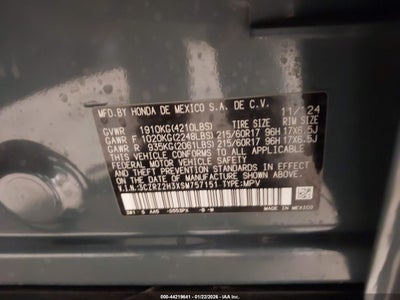 MFD.BY HONDA DE MEXICO S.A. DE C.V. 11/'24
GVWR 1910KG(4210LBS) TIRE SIZE RIM SIZE
GAWR F 1020KG(2248LBS) 215/60R17 96H 17X6.5J
GAWR R 935KG(2061LBS) 215/60R17 96H 17X6.5J
THIS VEHICLE CONFORMS TO ALL APPLICABLE
FEDERAL MOTOR VEHICLE SAFETY STANDARDS
IN EFFECT ON THE DATE OF MANUFACTURE
SHOWN ABOVE.
V.I.N.:3CZRZ2H3XSM757151 TYPE:MPV
MADE IN
MEXICO
000-44219641 - 01/22/2026 - IAA Inc.